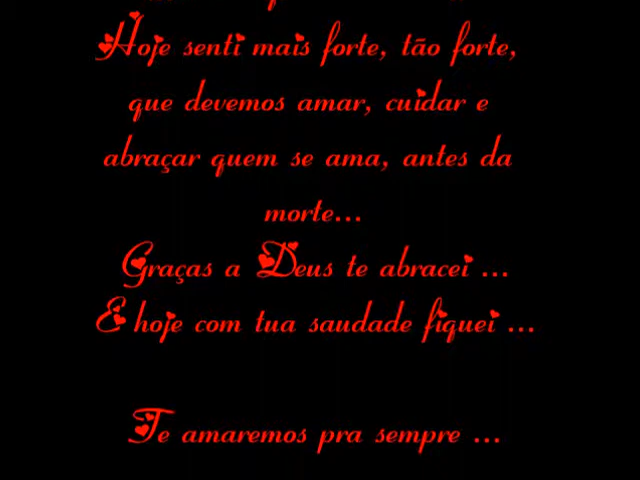 Hoje senti mais forte, tão forte,
que devemos amar, cuidar e
abraçar quem se ama, antes da
morte...
Graças a Deus te abracei ...
E hoje com tua saudade fiquei ...
Te amaremos pra sempre ...